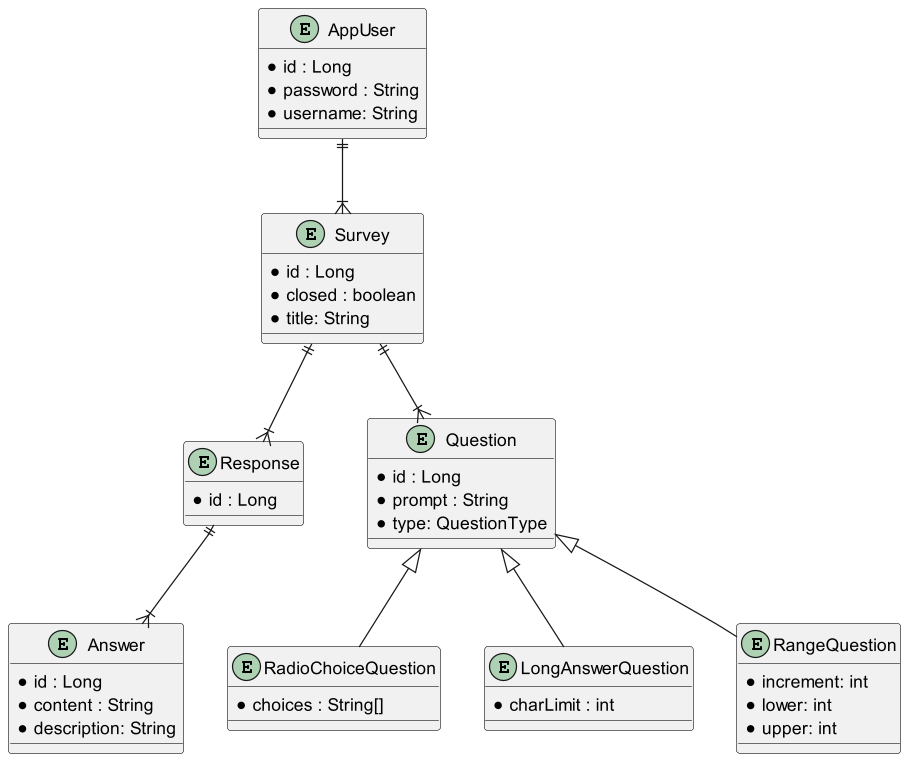 E AppUser
id : Long
password : String
username: String
E Survey
id : Long
closed : boolean
title: String
E Response
id : Long
E Question
id : Long
prompt : String
type: QuestionType
E Answer
id : Long
content : String
description: String
E RadioChoiceQuestion
choices : String[]
E LongAnswerQuestion
charLimit : int
E RangeQuestion
increment: int
lower: int
upper: int